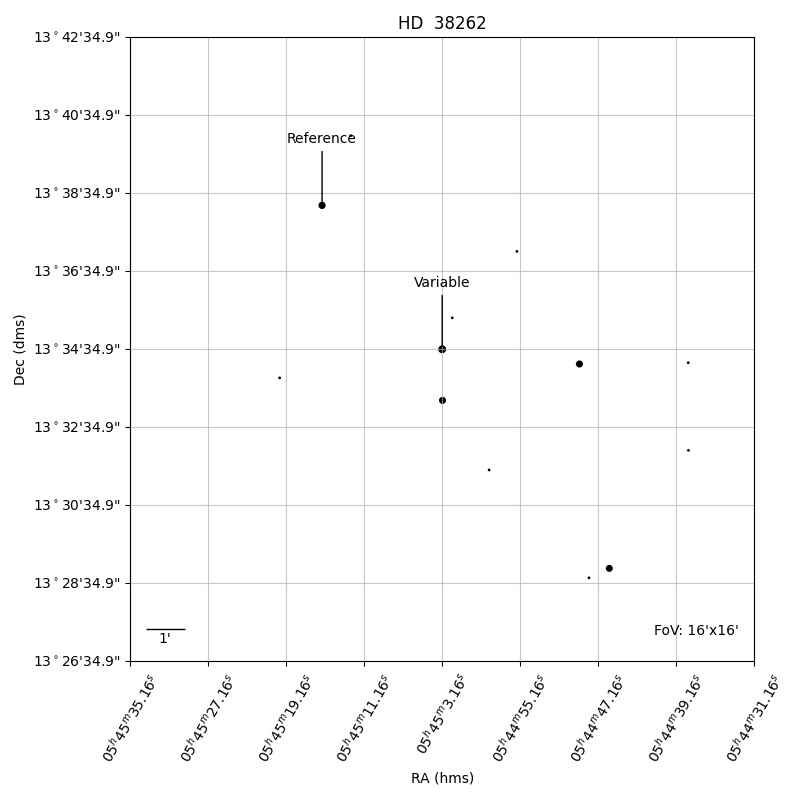 HD 38262
13°42'34.9"
13°40'34.9"
13°38'34.9"
13°36'34.9"
13°34'34.9"
13°32'34.9"
13°30'34.9"
13°28'34.9"
13°26'34.9"
Dec (dms)
Reference
Variable
1'
FoV: 16'x16'
05ʰ45ᵐ35.16ˢ
05ʰ45ᵐ27.16ˢ
05ʰ45ᵐ19.16ˢ
05ʰ45ᵐ11.16ˢ
05ʰ45ᵐ3.16ˢ
05ʰ44ᵐ55.16ˢ
05ʰ44ᵐ47.16ˢ
05ʰ44ᵐ39.16ˢ
05ʰ44ᵐ31.16ˢ
RA (hms)